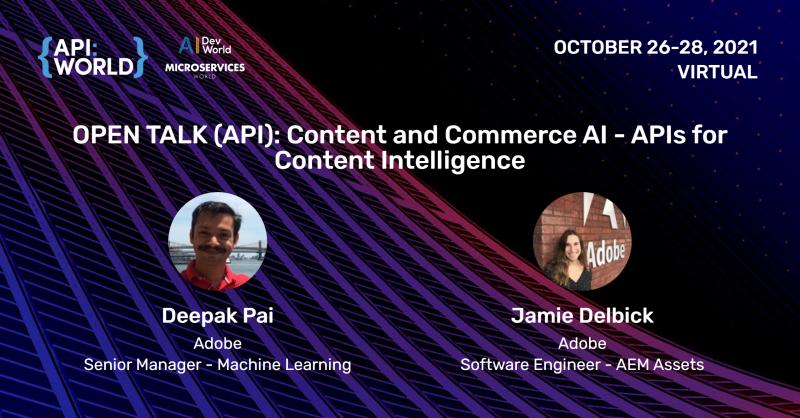 {API:
WORLD}
AI Dev
World
MICROSERVICES
WORLD
OCTOBER 26-28, 2021
VIRTUAL
OPEN TALK (API): Content and Commerce AI - APIs for
Content Intelligence
Adobe
Deepak Pai
Jamie Delbick
Adobe
Adobe
Senior Manager - Machine Learning
Software Engineer - AEM Assets